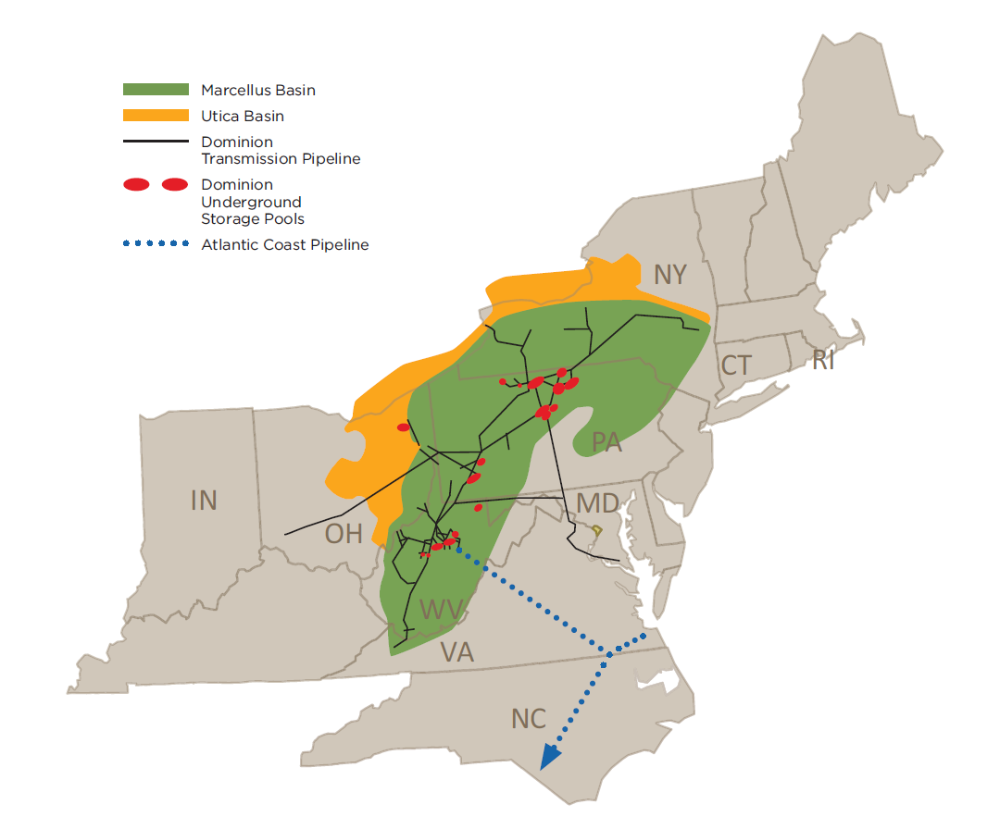 Marcellus Basin
Utica Basin
Dominion
Transmission Pipeline
Dominion
Underground
Storage Pools
Atlantic Coast Pipeline
NY
CT
RI
PA
IN
MD
OH
WV
VA
NC